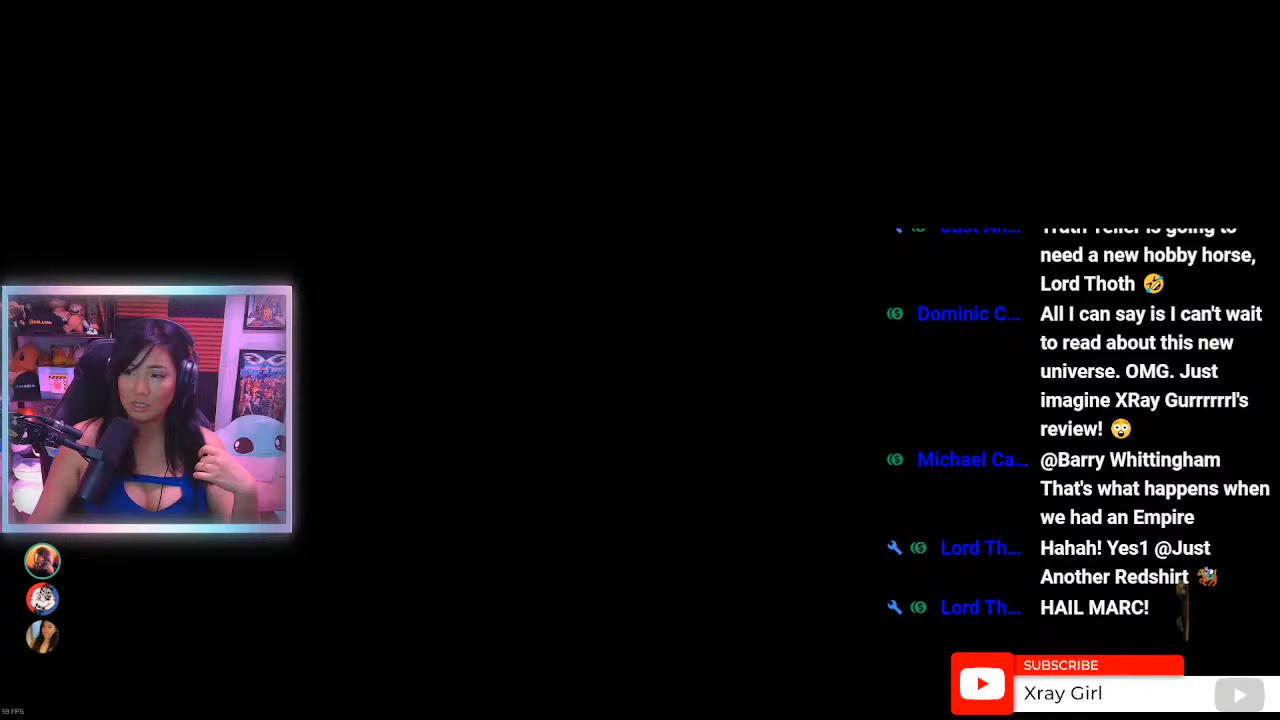 need a new hobby horse,
Lord Thoth 🤣
Dominic C... All I can say is I can't wait
to read about this new
universe. OMG. Just
imagine XRay Gurrrrrrl's
review! 😲
Michael Ca... @Barry Whittingham
That's what happens when
we had an Empire
Lord Th... Hahah! Yes1 @Just
Another Redshirt 🏇
Lord Th... HAIL MARC!
SUBSCRIBE
Xray Girl
59 FPS